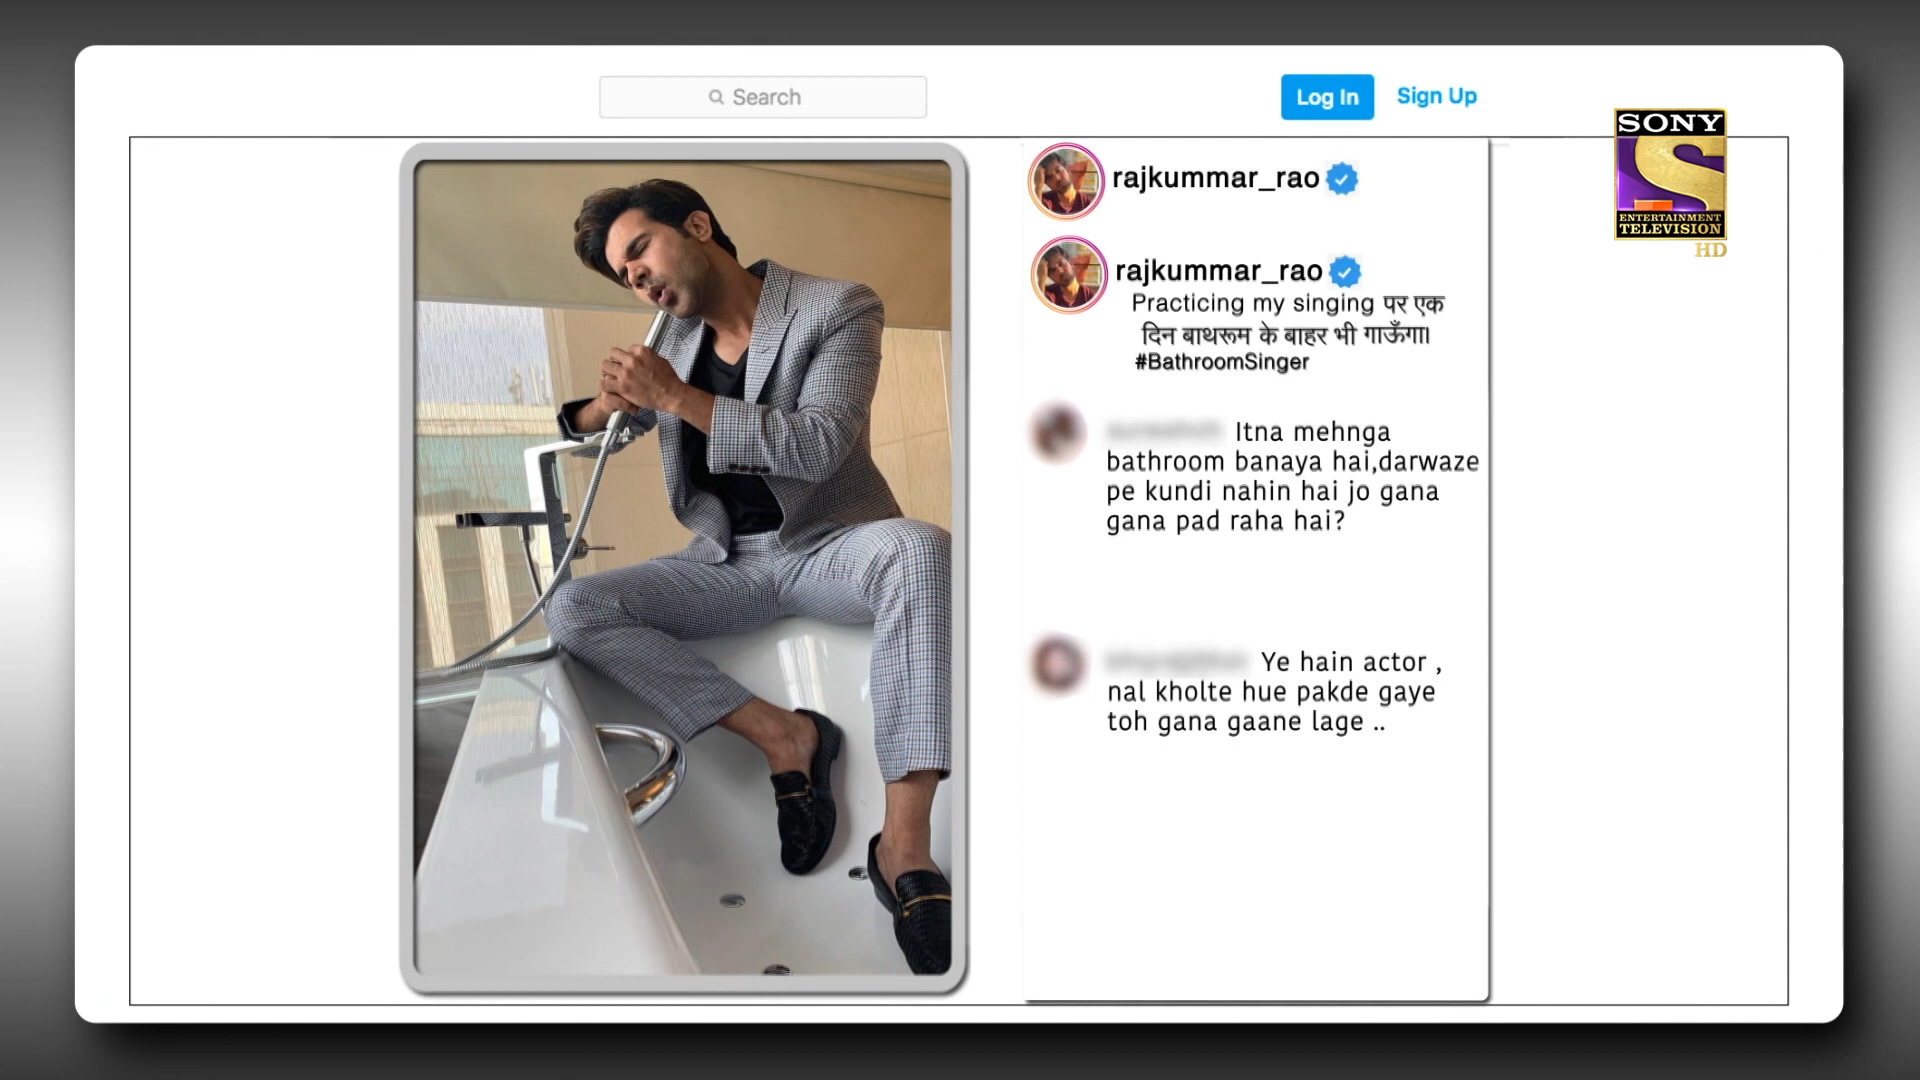 Search
Log In
Sign Up
SONY
ENTERTAINMENT
TELEVISION
HD
rajkummar_rao
rajkummar_rao
Practicing my singing पर एक
दिन बाथरूम के बाहर भी गाऊँगा।
#BathroomSinger
Itna mehnga
bathroom banaya hai,darwaze
pe kundi nahin hai jo gana
gana pad raha hai?
Ye hain actor ,
nal kholte hue pakde gaye
toh gana gaane lage ..